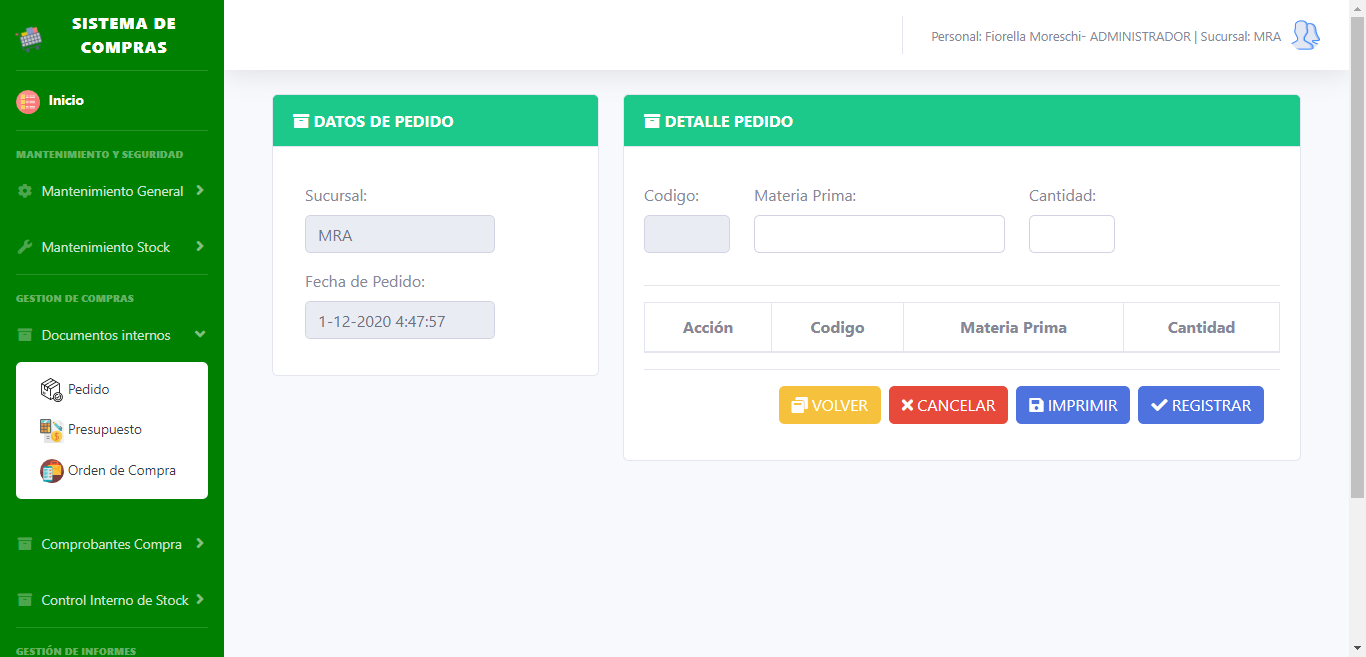 SISTEMA DE
COMPRAS
Inicio
MANTENIMIENTO Y SEGURIDAD
Mantenimiento General
Mantenimiento Stock
GESTION DE COMPRAS
Documentos internos
Pedido
Presupuesto
Orden de Compra
Comprobantes Compra
Control Interno de Stock
GESTIÓN DE INFORMES
Personal: Fiorella Moreschi- ADMINISTRADOR | Sucursal: MRA
DATOS DE PEDIDO
Sucursal:
MRA
Fecha de Pedido:
1-12-2020 4:47:57
DETALLE PEDIDO
Codigo: Materia Prima: Cantidad:
Acción Codigo Materia Prima Cantidad
VOLVER CANCELAR IMPRIMIR REGISTRAR